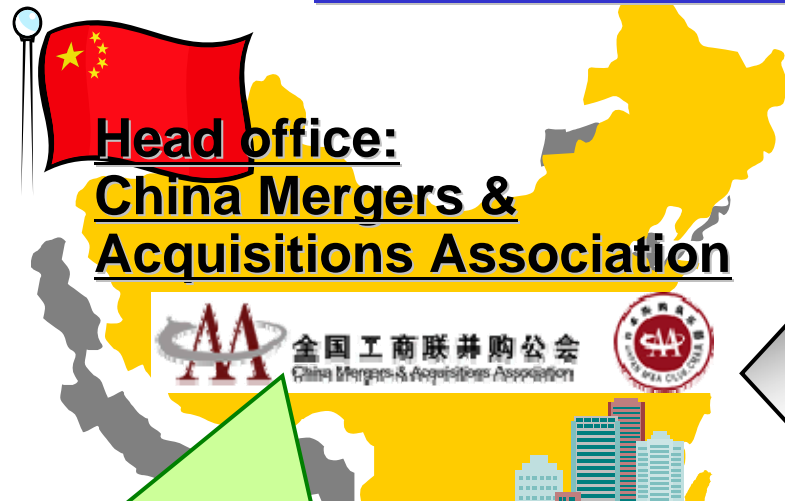 Head office:
China Mergers &
Acquisitions Association
全国工商联并购公会
China Mergers & Acquisitions Association